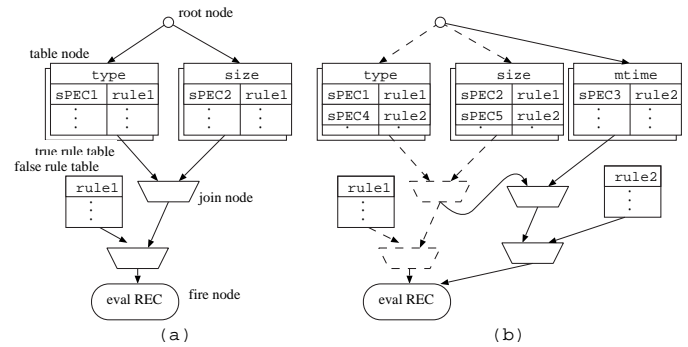 root node
table node
type
size
sPEC1 rule1
sPEC2 rule1
true rule table
false rule table
rule1
join node
eval REC
fire node
(a)
type
size
mtime
sPEC1 rule1
sPEC2 rule1
sPEC3 rule2
sPEC4 rule2
sPEC5 rule2
rule1
rule2
eval REC
(b)